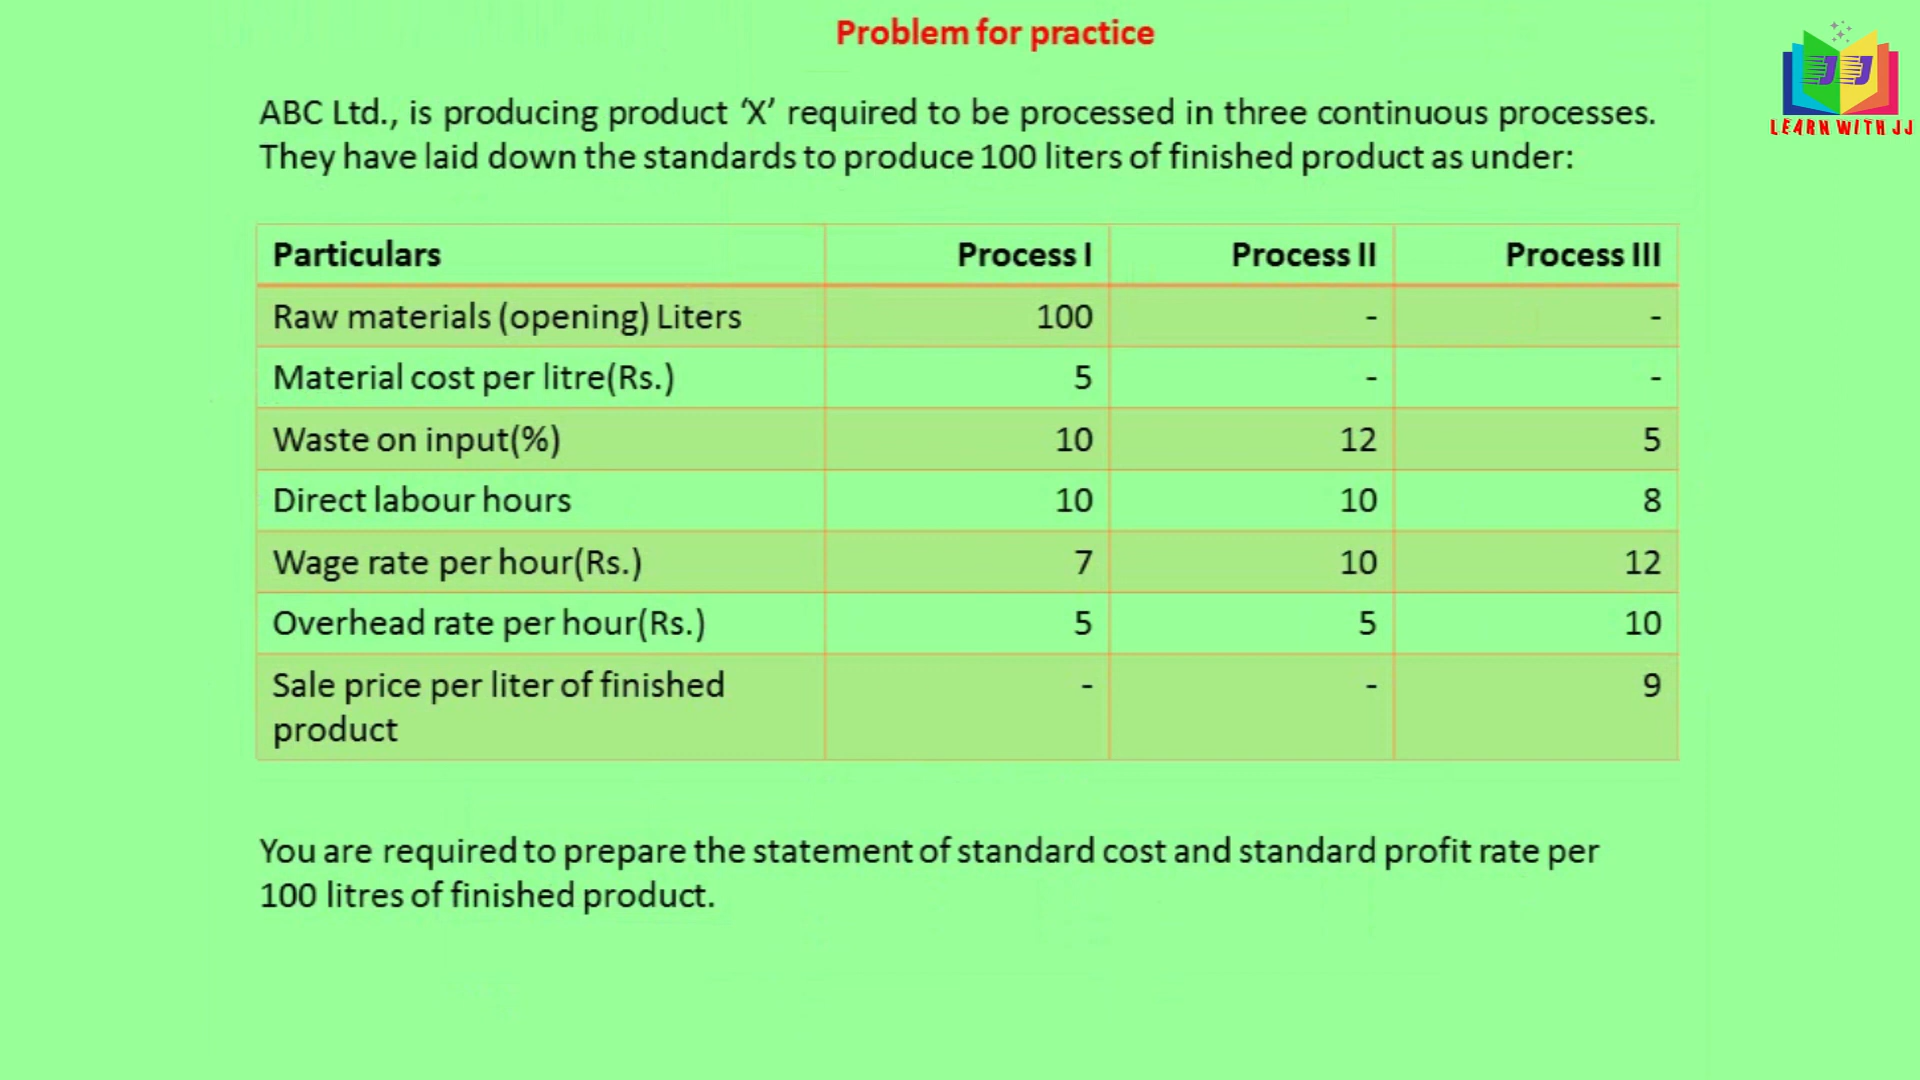 Problem for practice
ABC Ltd., is producing product ‘X’ required to be processed in three continuous processes.
They have laid down the standards to produce 100 liters of finished product as under:
Particulars Process I Process II Process III
Raw materials (opening) Liters 100 - -
Material cost per litre(Rs.) 5 - -
Waste on input(%) 10 12 5
Direct labour hours 10 10 8
Wage rate per hour(Rs.) 7 10 12
Overhead rate per hour(Rs.) 5 5 10
Sale price per liter of finished - - 9
product
You are required to prepare the statement of standard cost and standard profit rate per
100 litres of finished product.
JJ
LEARN WITH JJ